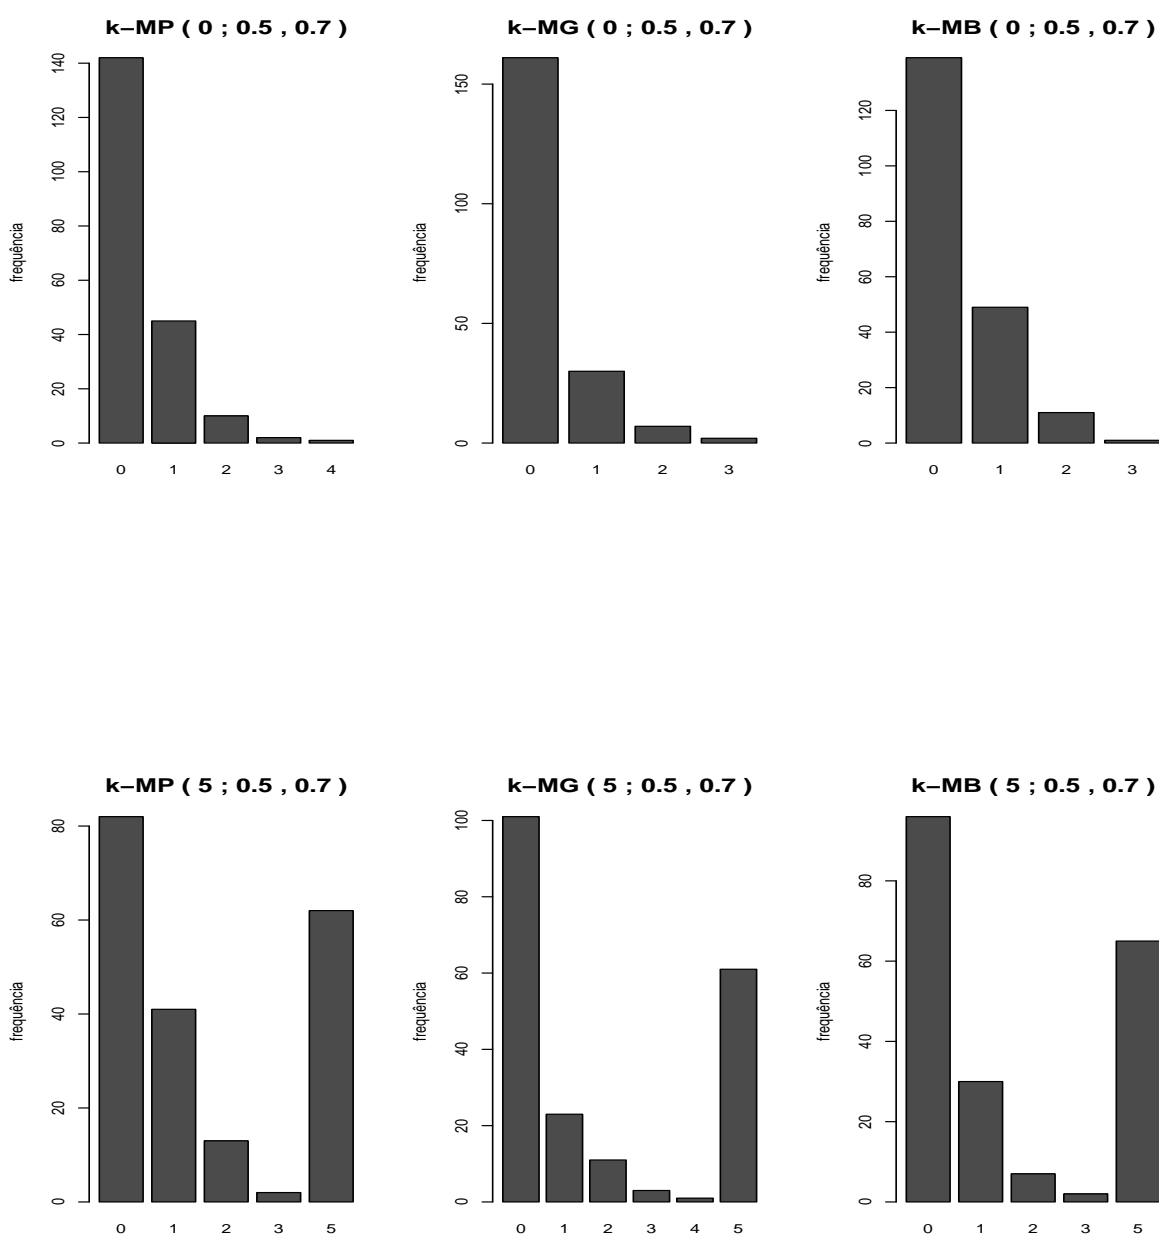 k−MP ( 0 ; 0.5 , 0.7 )
frequência
0 20 40 60 80 100 120 140
0 1 2 3 4
k−MG ( 0 ; 0.5 , 0.7 )
frequência
0 50 100 150
0 1 2 3
k−MB ( 0 ; 0.5 , 0.7 )
frequência
0 20 40 60 80 100 120
0 1 2 3
k−MP ( 5 ; 0.5 , 0.7 )
frequência
0 20 40 60 80
0 1 2 3 5
k−MG ( 5 ; 0.5 , 0.7 )
frequência
0 20 40 60 80 100
0 1 2 3 4 5
k−MB ( 5 ; 0.5 , 0.7 )
frequência
0 20 40 60 80
0 1 2 3 5